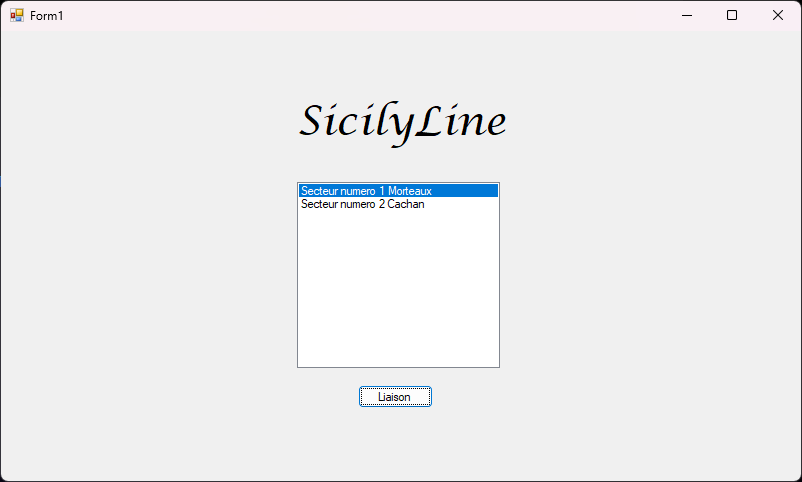 Form1
SicilyLine
Secteur numero 1 Morteaux
Secteur numero 2 Cachan
Liaison